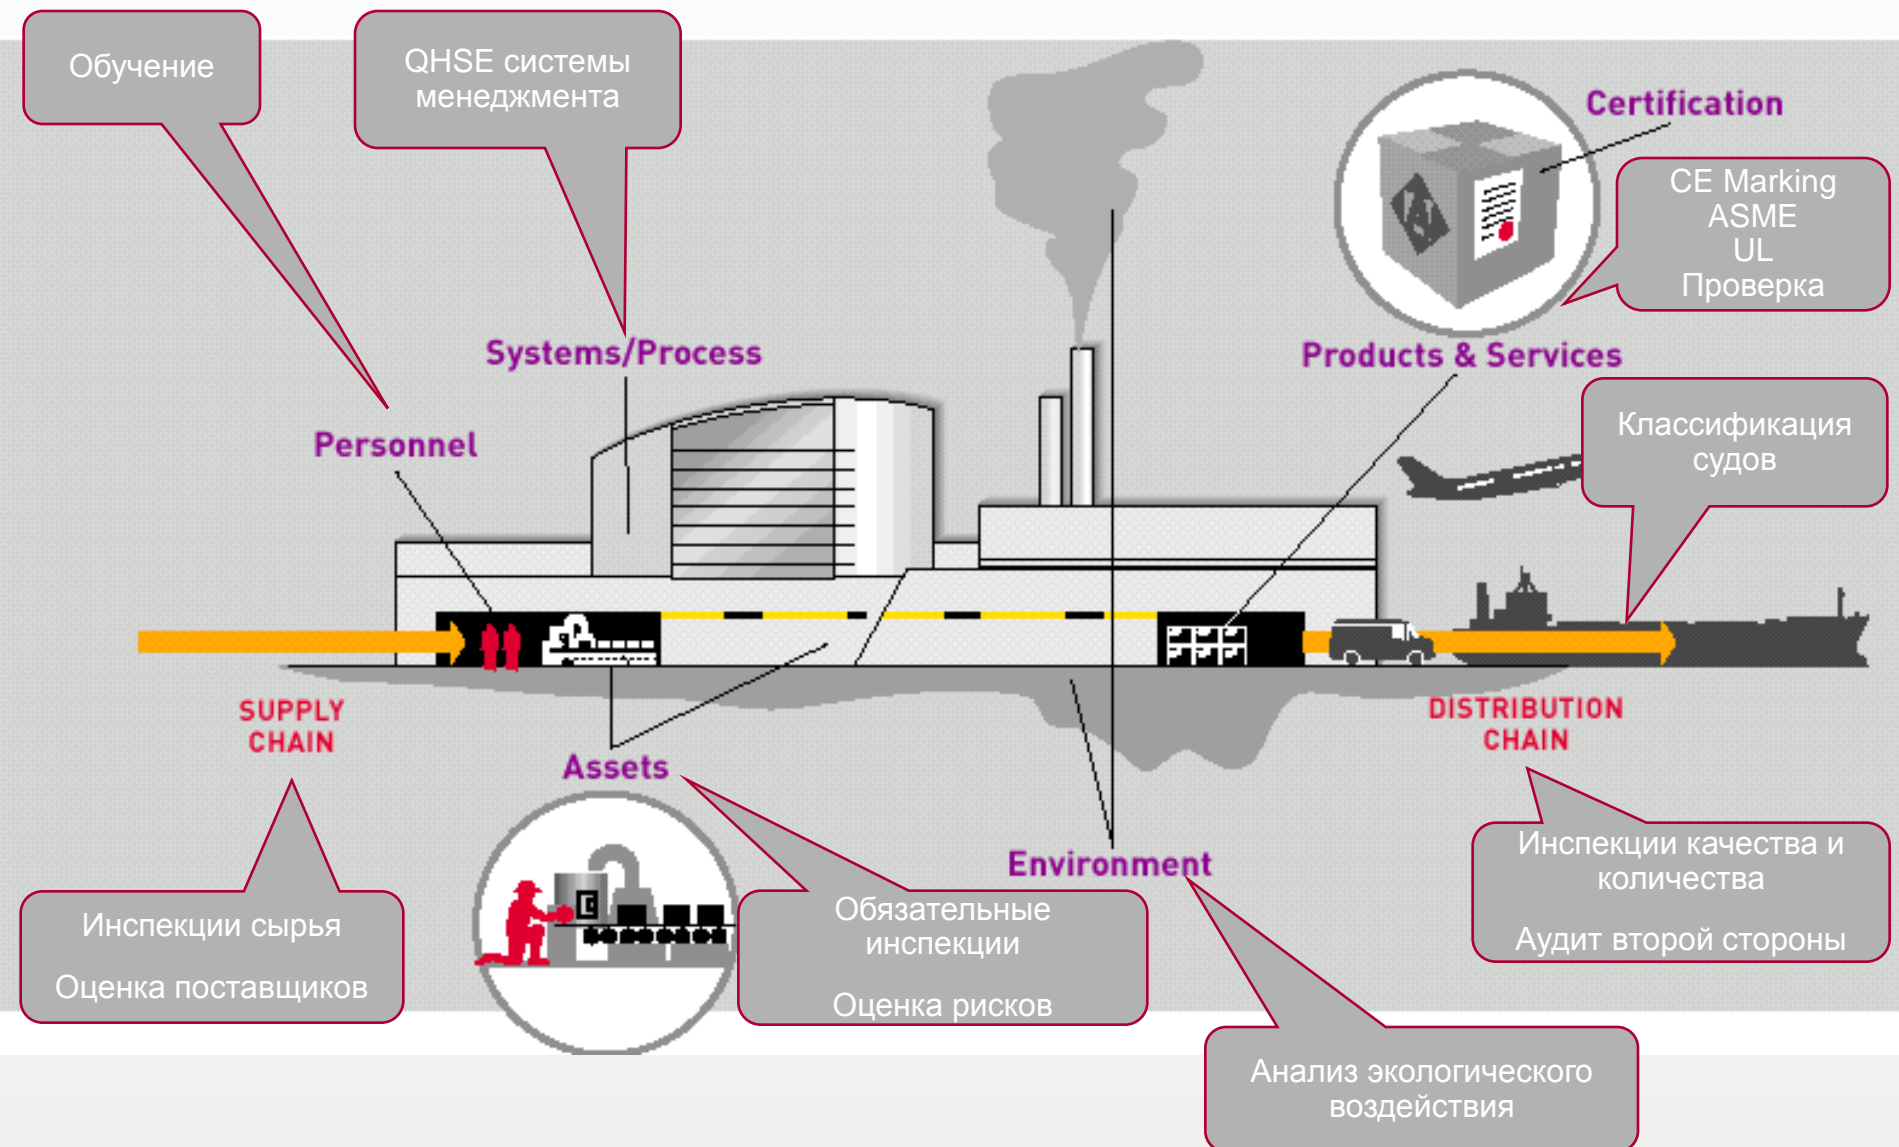 Обучение
QHSE системы
менеджмента
Certification
CE Marking
ASME
UL
Проверка
Systems/Process
Products & Services
Personnel
Классификация
судов
SUPPLY
CHAIN
DISTRIBUTION
CHAIN
Assets
Environment
Инспекции сырья
Оценка поставщиков
Обязательные
инспекции
Оценка рисков
Инспекции качества и
количества
Аудит второй стороны
Анализ экологического
воздействия